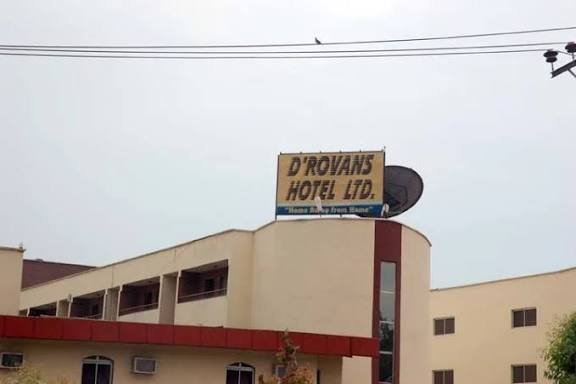 D'ROVANS
HOTEL LTD.
"Home Away from Home"